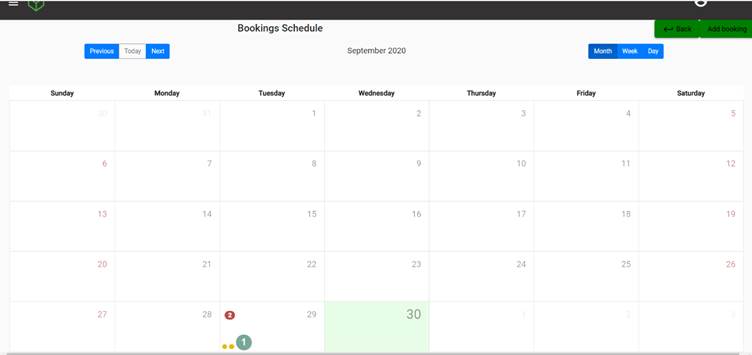 Bookings Schedule
Back Add booking
Previous Today Next September 2020 Month Week Day
Sunday Monday Tuesday Wednesday Thursday Friday Saturday
30 31 1 2 3 4 5
6 7 8 9 10 11 12
13 14 15 16 17 18 19
20 21 22 23 24 25 26
27 28 2 29 30 1 2 3
1